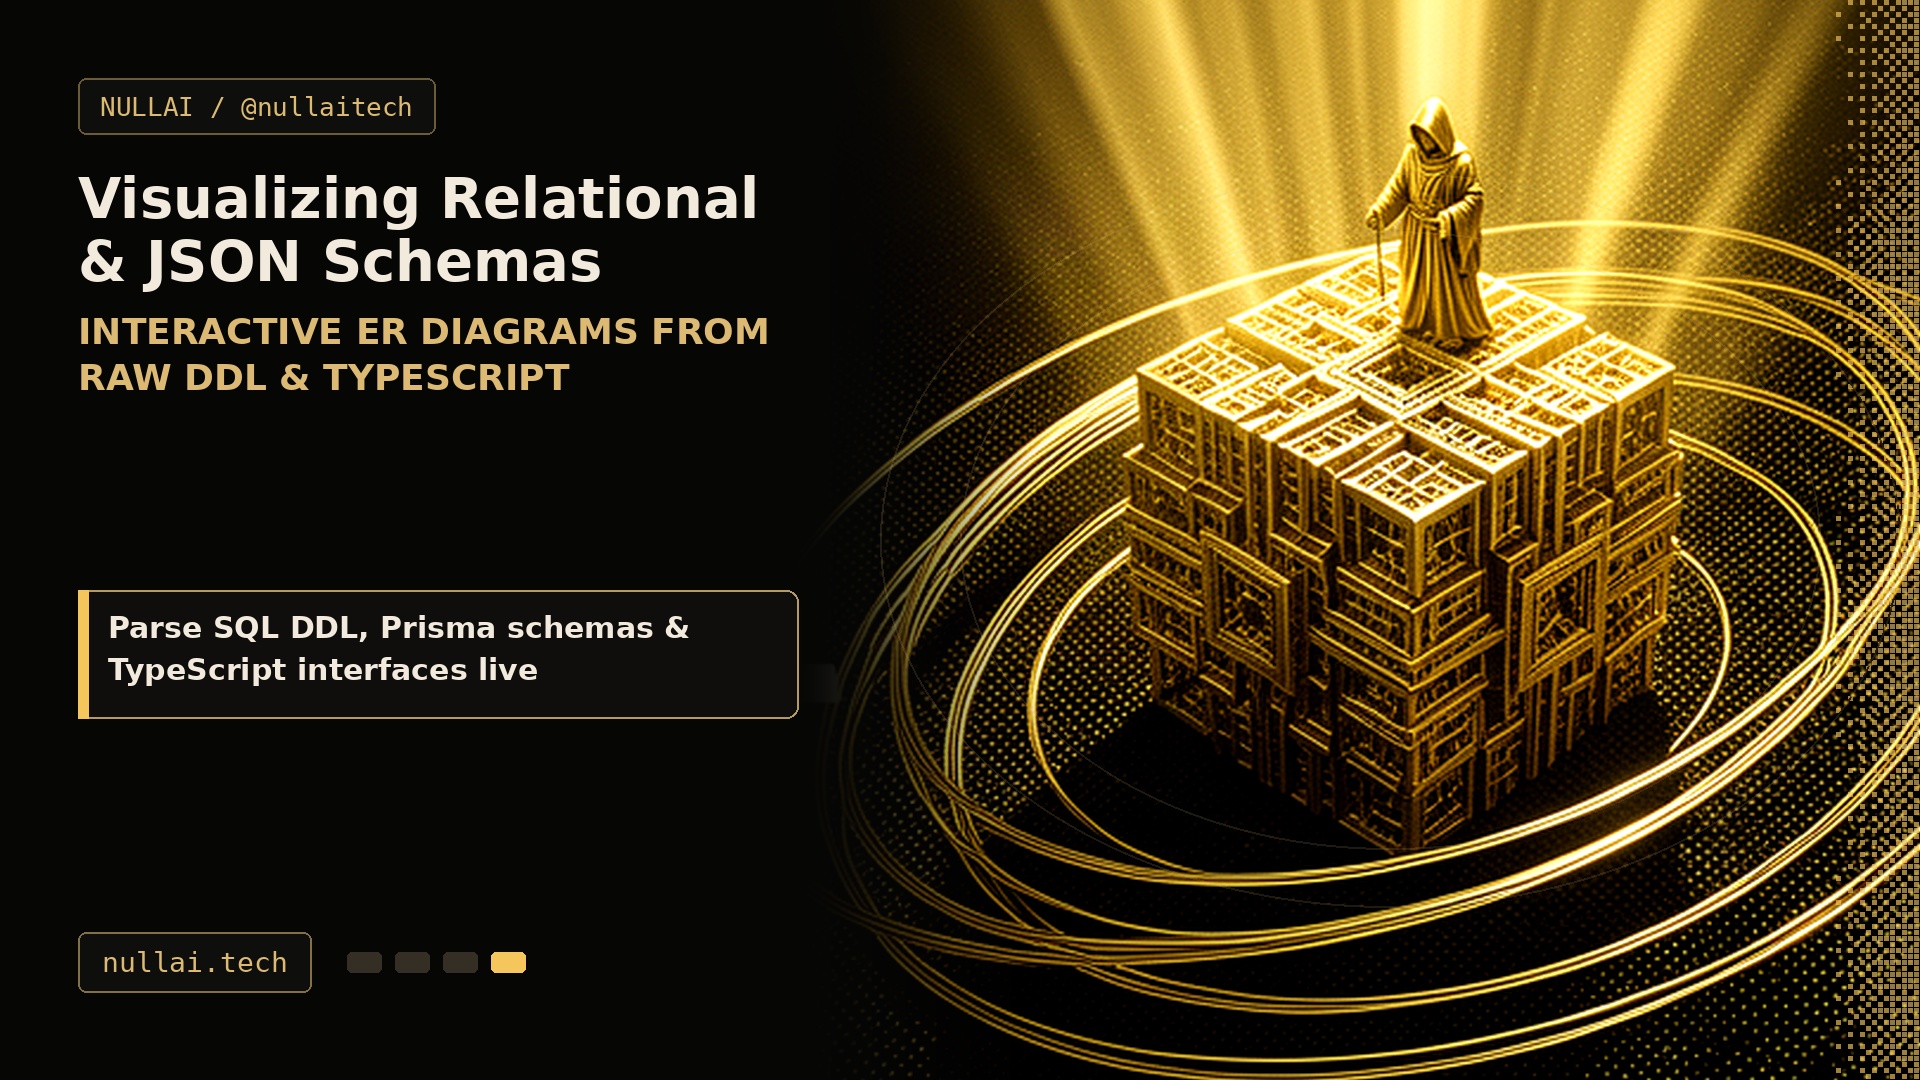 NULLAI / @nullaitech
Visualizing Relational
& JSON Schemas
INTERACTIVE ER DIAGRAMS FROM
RAW DDL & TYPESCRIPT
Parse SQL DDL, Prisma schemas &
TypeScript interfaces live
nullai.tech